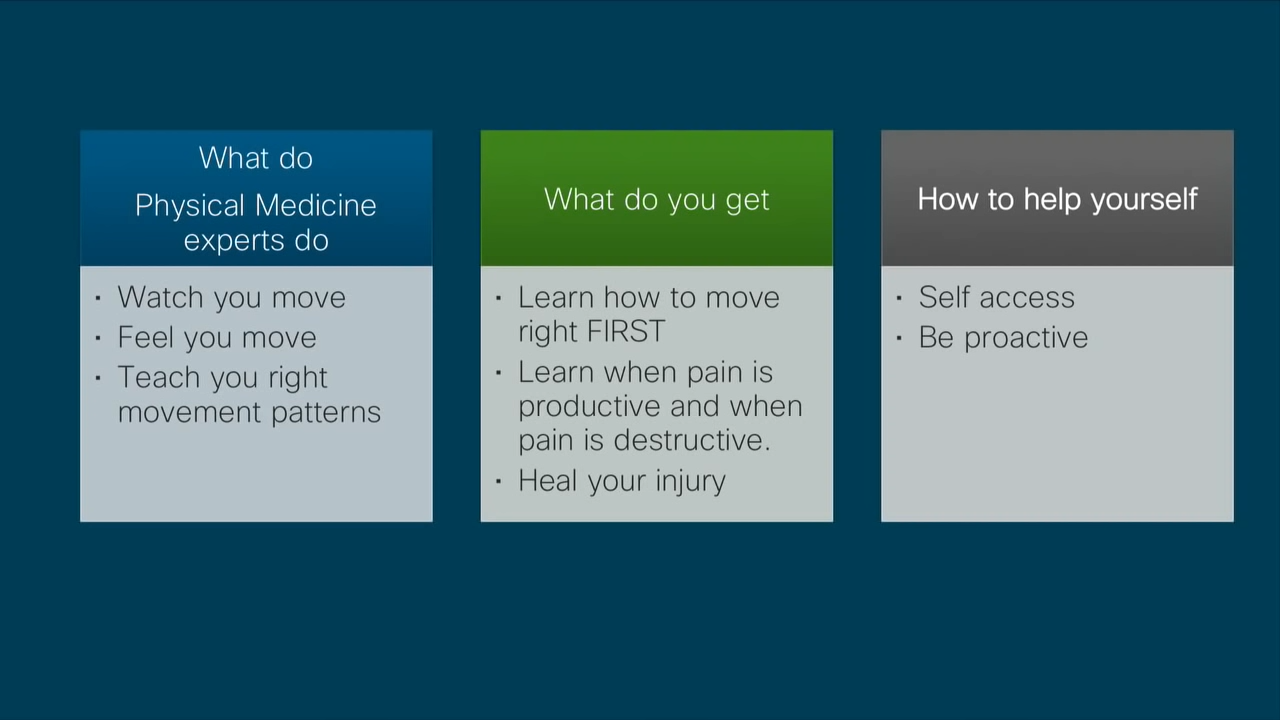 What do
Physical Medicine
experts do
· Watch you move
· Feel you move
· Teach you right
movement patterns
What do you get
· Learn how to move
right FIRST
· Learn when pain is
productive and when
pain is destructive.
· Heal your injury
How to help yourself
· Self access
· Be proactive